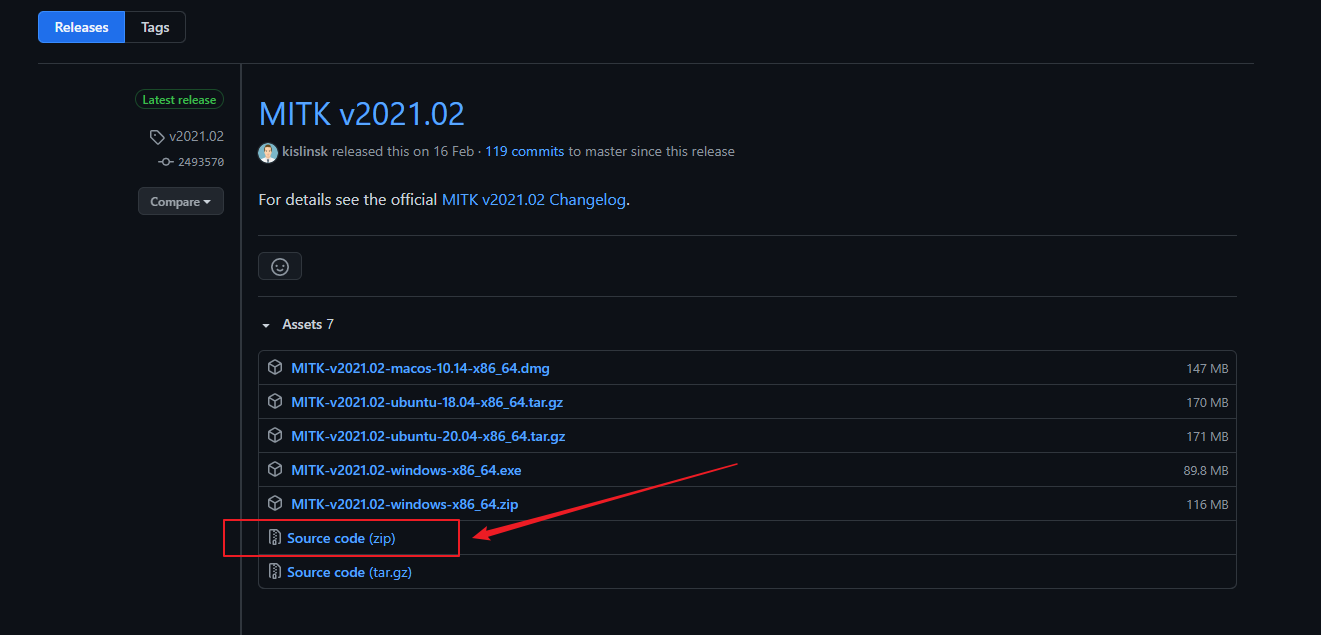 Releases Tags
Latest release
MITK v2021.02
v2021.02
kislinsk released this on 16 Feb · 119 commits to master since this release
2493570
Compare
For details see the official MITK v2021.02 Changelog.
Assets 7
MITK-v2021.02-macos-10.14-x86_64.dmg 147 MB
MITK-v2021.02-ubuntu-18.04-x86_64.tar.gz 170 MB
MITK-v2021.02-ubuntu-20.04-x86_64.tar.gz 171 MB
MITK-v2021.02-windows-x86_64.exe 89.8 MB
MITK-v2021.02-windows-x86_64.zip 116 MB
Source code (zip)
Source code (tar.gz)